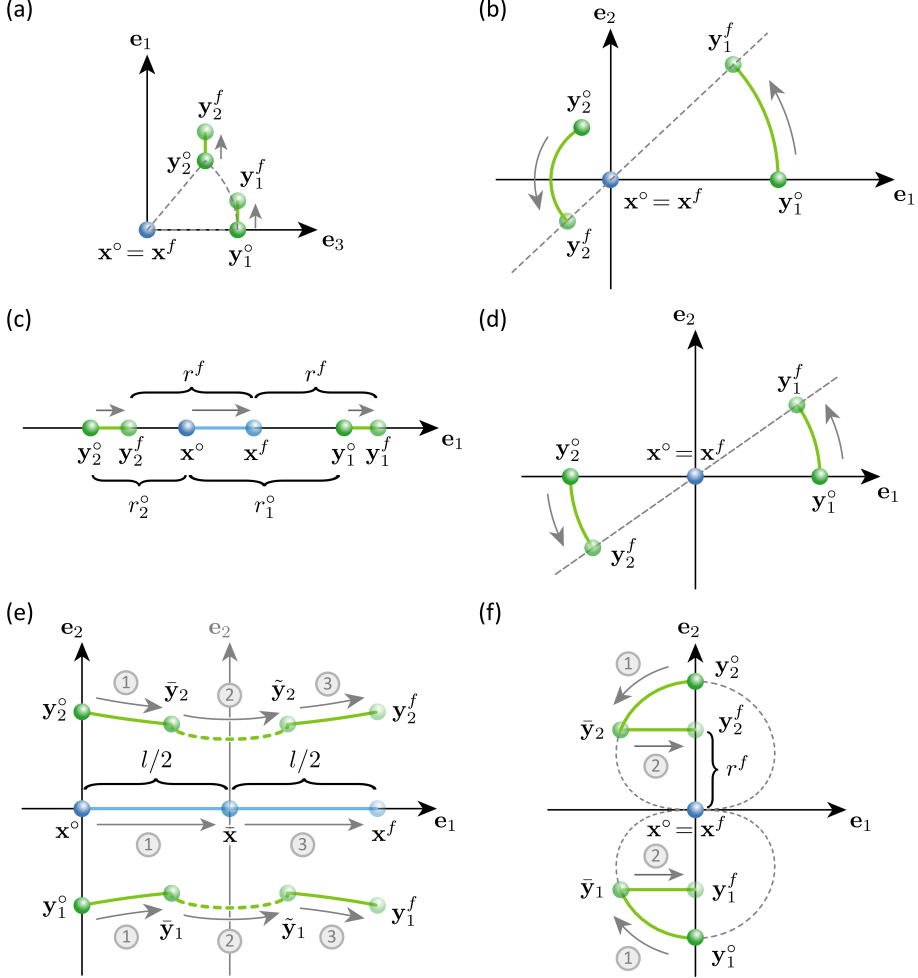 (a)
e₁
y₂ᶠ
y₂°
y₁ᶠ
x° = xᶠ
y₁°
e₃
(b)
e₂
y₁ᶠ
y₂°
x° = xᶠ
y₁°
e₁
y₂ᶠ
(c)
rᶠ
rᶠ
y₂°
y₂ᶠ
x°
xᶠ
y₁°
y₁ᶠ
e₁
r₂°
r₁°
(d)
e₂
y₁ᶠ
y₂°
x° = xᶠ
y₁°
e₁
y₂ᶠ
(e)
e₂
e₂
1
ȳ₂
2
ỹ₂
3
y₂°
y₂ᶠ
l/2
l/2
x°
1
x̄
3
xᶠ
e₁
y₁°
1
ȳ₁
2
ỹ₁
3
y₁ᶠ
(f)
e₂
1
y₂°
ȳ₂
y₂ᶠ
2
rᶠ
x° = xᶠ
e₁
2
ȳ₁
y₁ᶠ
1
y₁°